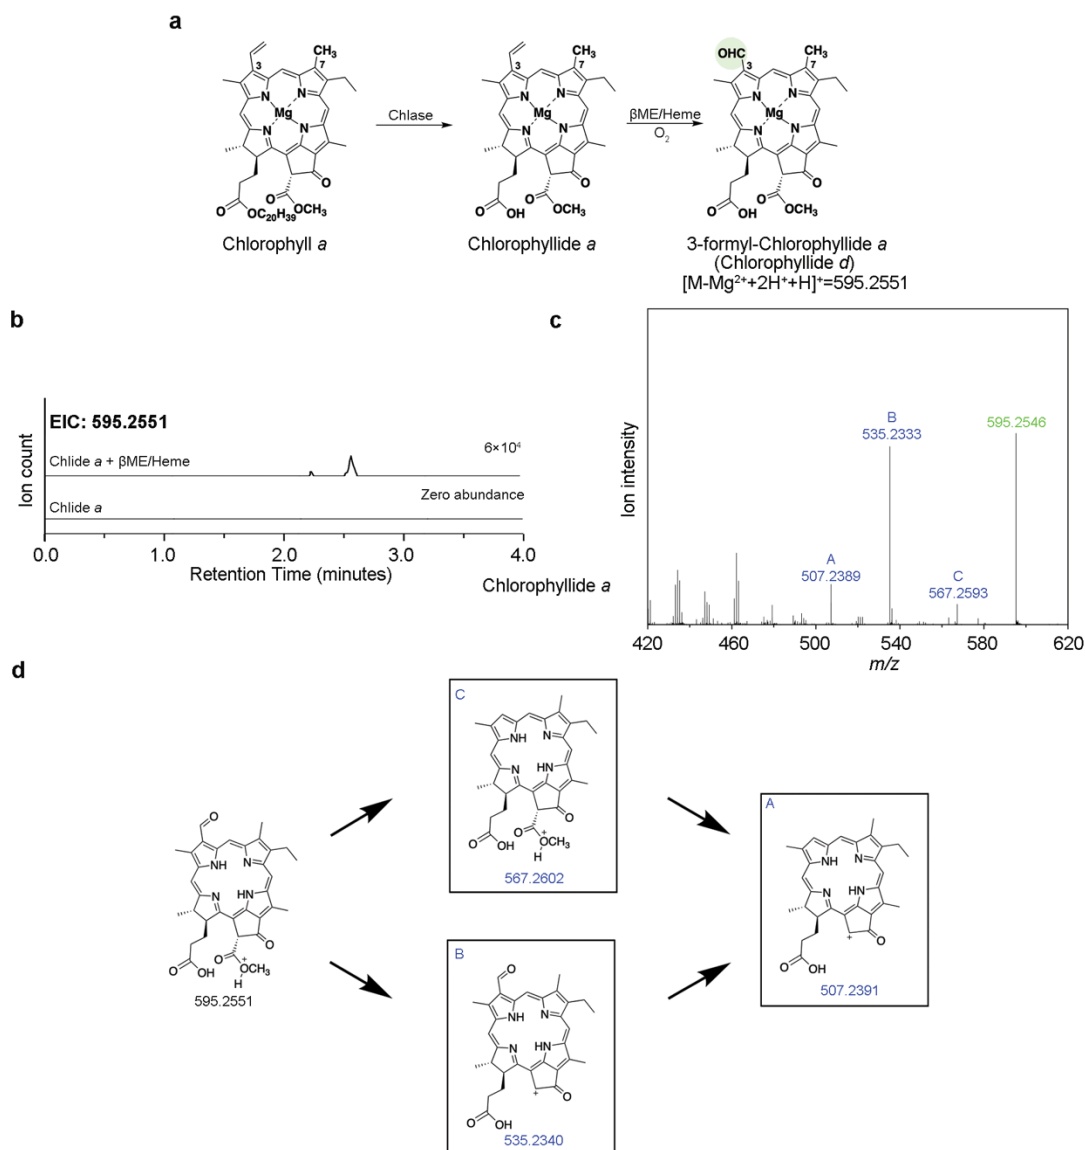 a
OHC
3
CH₃
7
N
N
N
N
Mg
O
O
OC₂₀H₃₉
O
OCH₃
Chlorophyll a
Chlase
3
CH₃
7
N
N
N
N
Mg
O
O
OH
O
OCH₃
Chlorophyllide a
βME/Heme
O₂
CH₃
7
N
N
N
N
Mg
O
O
OH
O
OCH₃
3-formyl-Chlorophyllide a
(Chlorophyllide d)
[M-Mg²⁺+2H⁺+H]⁺=595.2551
b
EIC: 595.2551
Chlide a + βME/Heme
6×10⁴
Zero abundance
Chlide a
Ion count
0.0 1.0 2.0 3.0 4.0
Retention Time (minutes)
Chlorophyllide a
c
Ion intensity
A
507.2389
B
535.2333
C
567.2593
595.2546
420 460 500 540 580 620
m/z
d
O
NH
N
N
HN
O
O
OH
O
+
OCH₃
H
595.2551
C
NH
N
N
HN
O
O
OH
O
+
OCH₃
H
567.2602
B
O
NH
N
N
HN
+
O
O
OH
535.2340
A
NH
N
N
HN
+
O
O
OH
507.2391